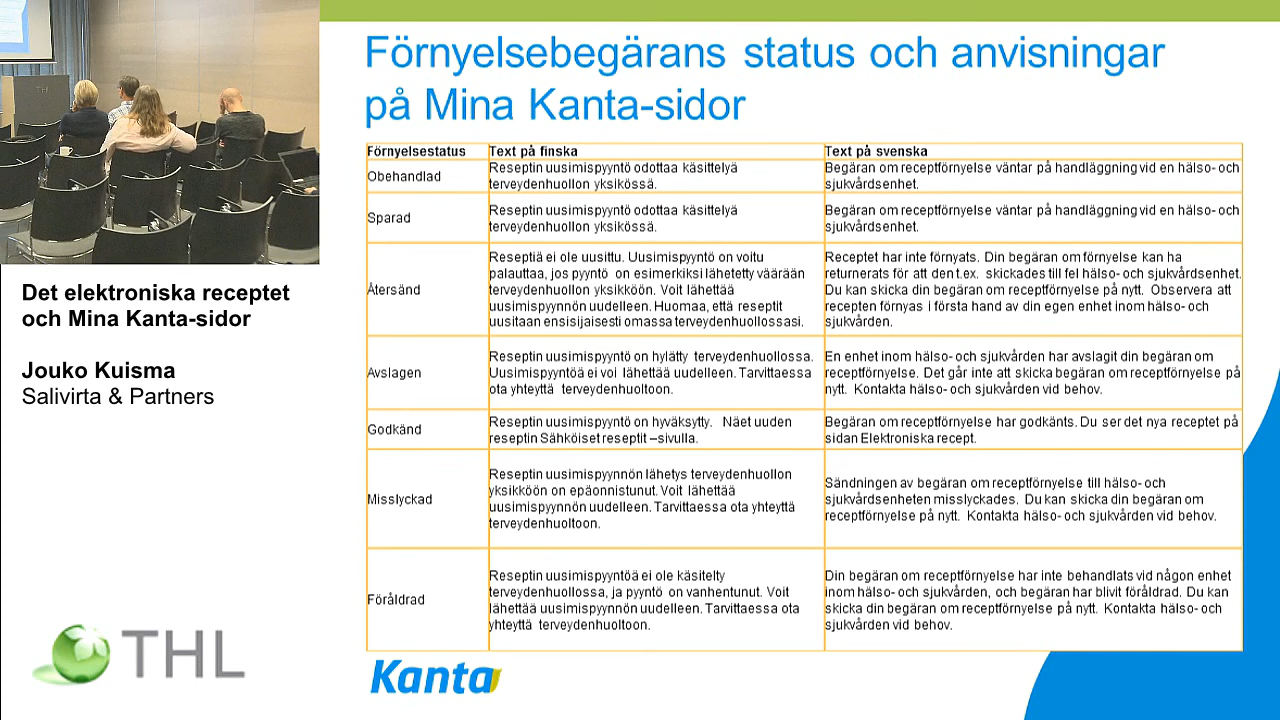 Förnyelsebegärans status och anvisningar
på Mina Kanta-sidor
Det elektroniska receptet
och Mina Kanta-sidor
Jouko Kuisma
Salivirta & Partners
THL
Förnyelsestatus Text på finska Text på svenska
Obehandlad
Reseptin uusimispyyntö odottaa käsittelyä
terveydenhuollon yksikössä.
Begäran om receptförnyelse väntar på handläggning vid en hälso- och
sjukvårdsenhet.
Sparad
Reseptin uusimispyyntö odottaa käsittelyä
terveydenhuollon yksikössä.
Begäran om receptförnyelse väntar på handläggning vid en hälso- och
sjukvårdsenhet.
Återsänd
Reseptiä ei ole uusittu. Uusimispyyntö on voitu
palauttaa, jos pyyntö on esimerkiksi lähetetty väärään
terveydenhuollon yksikköön. Voit lähettää
uusimispyynnön uudelleen. Huomaa, että reseptit
uusitaan ensisijaisesti omassa terveydenhuollossasi.
Receptet har inte förnyats. Din begäran om förnyelse kan ha
returnerats för att den t.ex. skickades till fel hälso- och sjukvårdsenhet.
Du kan skicka din begäran om receptförnyelse på nytt. Observera att
recepten förnyas i första hand av din egen enhet inom hälso- och
sjukvården.
Avslagen
Reseptin uusimispyyntö on hylätty terveydenhuollossa.
Uusimispyyntöä ei voi lähettää uudelleen. Tarvittaessa
ota yhteyttä terveydenhuoltoon.
En enhet inom hälso- och sjukvården har avslagit din begäran om
receptförnyelse. Det går inte att skicka begäran om receptförnyelse på
nytt. Kontakta hälso- och sjukvården vid behov.
Godkänd
Reseptin uusimispyyntö on hyväksytty. Näet uuden
reseptin Sähköiset reseptit –sivulla.
Begäran om receptförnyelse har godkänts. Du ser det nya receptet på
sidan Elektroniska recept.
Misslyckad
Reseptin uusimispyynnön lähetys terveydenhuollon
yksikköön on epäonnistunut. Voit lähettää
uusimispyynnön uudelleen. Tarvittaessa ota yhteyttä
terveydenhuoltoon.
Sändningen av begäran om receptförnyelse till hälso- och
sjukvårdsenheten misslyckades. Du kan skicka din begäran om
receptförnyelse på nytt. Kontakta hälso- och sjukvården vid behov.
Föråldrad
Reseptin uusimispyyntöä ei ole käsitelty
terveydenhuollossa, ja pyyntö on vanhentunut. Voit
lähettää uusimispyynnön uudelleen. Tarvittaessa ota
yhteyttä terveydenhuoltoon.
Din begäran om receptförnyelse har inte behandlats vid någon enhet
inom hälso- och sjukvården, och begäran har blivit föråldrad. Du kan
skicka din begäran om receptförnyelse på nytt. Kontakta hälso- och
sjukvården vid behov.
Kanta